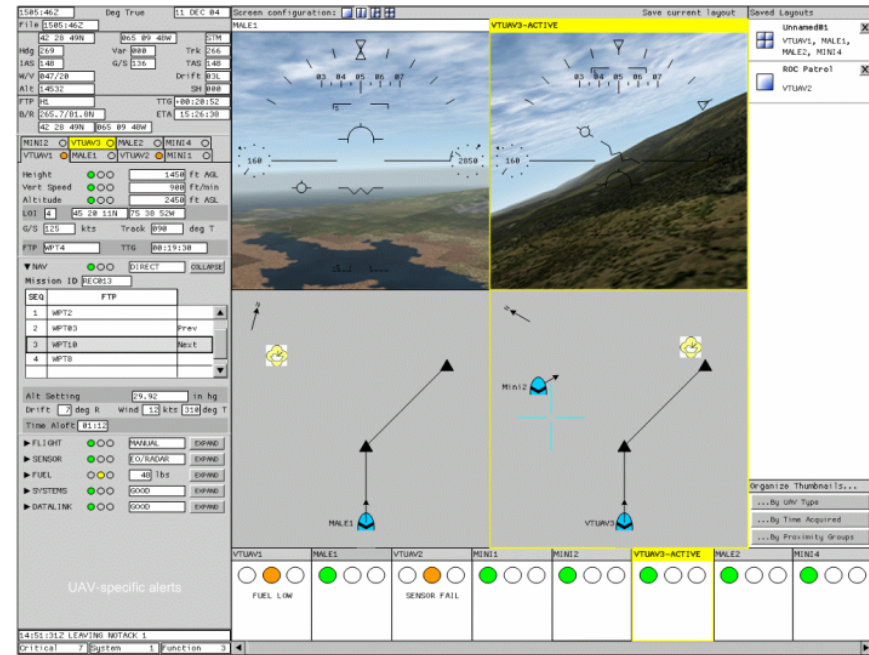 1505:46Z Deg True 11 DEC 04
File 1505:46Z
42 28 49N 065 09 48W STM
Hdg 269 Var 000 Trk 266
IAS 148 G/S 136 TAS 148
W/V 047/20 Drift 03L
Alt 14532 SH 000
FTP H1 TTG +00:20:52
B/R 265.7/81.8N ETA 15:26:38
42 28 49N 065 09 48W
MINI2 VTUAV3 MALE2 MINI4
VTUAV1 MALE1 VTUAV2 MINI1
Height 1450 ft AGL
Vert Speed 900 ft/min
Altitude 2450 ft ASL
LOI 4 45 20 11N 75 38 52W
G/S 125 kts Track 090 deg T
FTP WPT4 TTG 00:19:30
NAV DIRECT COLLAPSE
Mission ID REC013
SEQ FTP
1 WPT2
2 WPT03 Prev
3 WPT10 Next
4 WPT8
Alt Setting 29.92 in hg
Drift 7 deg R Wind 12 kts 310 deg T
Time Aloft 01:12
FLIGHT MANUAL EXPAND
SENSOR EO/RADAR EXPAND
FUEL 48 lbs EXPAND
SYSTEMS GOOD EXPAND
DATALINK GOOD EXPAND
UAV-specific alerts
14:51:31Z LEAVING NOTACK 1
Critical 7 System 1 Function 3
Screen configuration: Save current layout
MALE1
03 04 05 06 07
160 2850
VTUAV3-ACTIVE
03 04 05 06 07
160
N
MALE1
Mini2
VTUAV3
Saved Layouts
Unnamed01 X
VTUAV1, MALE1,
MALE2, MINI4
ROC Patrol X
VTUAV2
Organize Thumbnails...
...By UAV Type
...By Time Acquired
...By Proximity Groups
VTUAV1 MALE1 VTUAV2 MINI1 MINI2 VTUAV3-ACTIVE MALE2 MINI4
FUEL LOW SENSOR FAIL